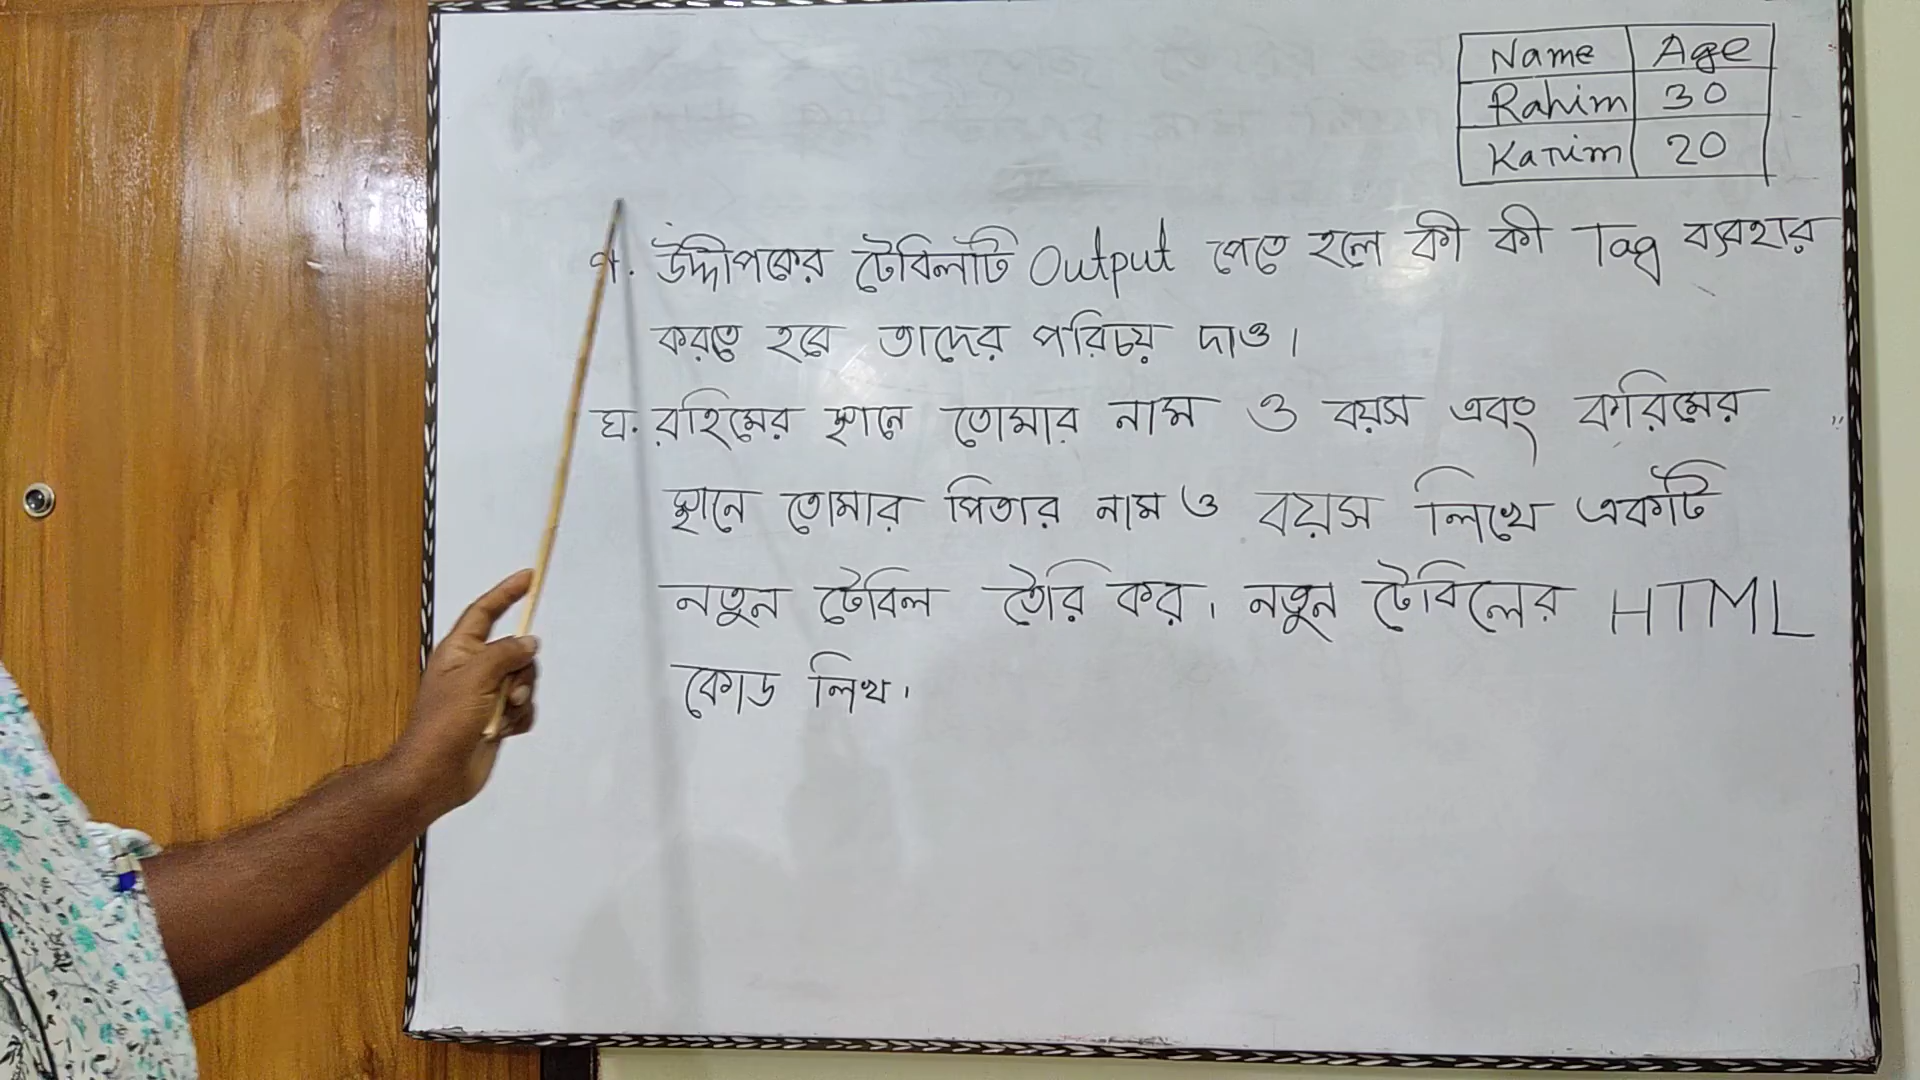 Name Age
Rahim 30
Karim 20
গ. উদ্দীপকের টেবিলটি Output পেতে হলে কী কী Tag ব্যবহার
করতে হবে তাদের পরিচয় দাও।
ঘ. রহিমের স্থানে তোমার নাম ও বয়স এবং করিমের
স্থানে তোমার পিতার নাম ও বয়স লিখে একটি
নতুন টেবিল তৈরি কর। নতুন টেবিলের HTML
কোড লিখ।